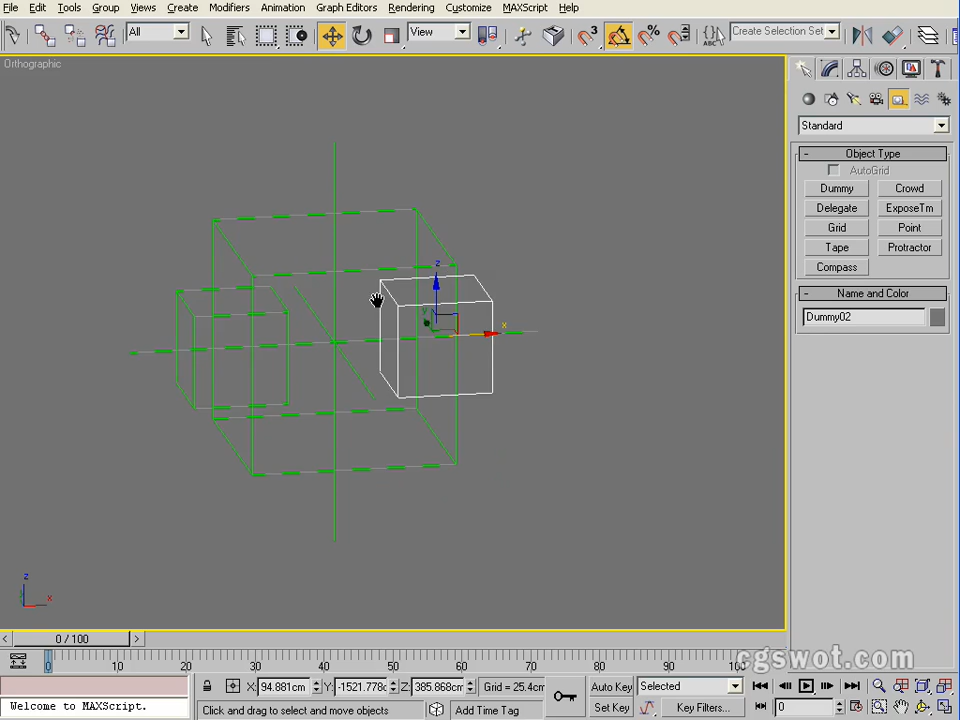 File Edit Tools Group Views Create Modifiers Animation Graph Editors Rendering Customize MAXScript Help
All View 3 % ABC Create Selection Set
Orthographic
Standard
- Object Type
AutoGrid
Dummy Crowd
Delegate ExposeTm
Grid Point
Tape Protractor
Compass
- Name and Color
Dummy02
z
x
y
z
x
< 0 / 100 >
0 10 20 30 40 50 60 70 80 90 100
cgswot.com
X: 94.881cm Y: -1521.778c Z: 385.868cm Grid = 25.4cm Auto Key Selected
Welcome to MAXScript. Click and drag to select and move objects Add Time Tag Set Key Key Filters... 0